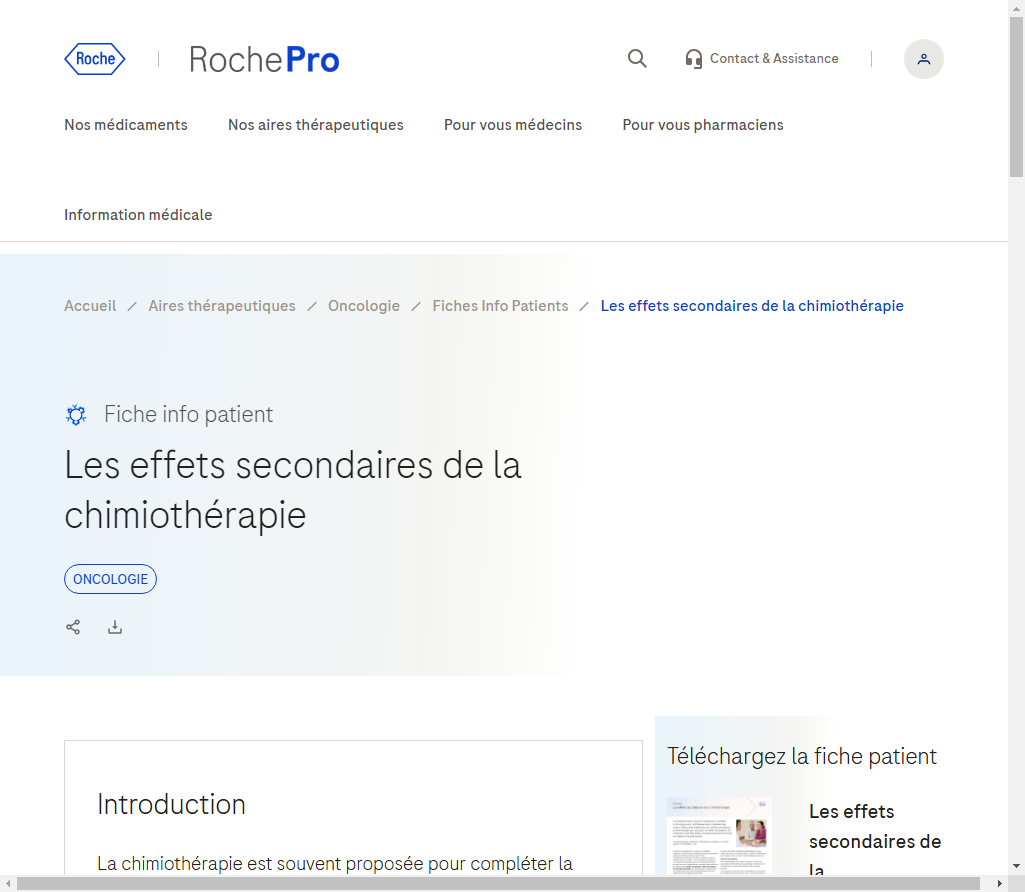 Roche
RochePro
Contact & Assistance
Nos médicaments
Nos aires thérapeutiques
Pour vous médecins
Pour vous pharmaciens
Information médicale
Accueil / Aires thérapeutiques / Oncologie / Fiches Info Patients / Les effets secondaires de la chimiothérapie
Fiche info patient
Les effets secondaires de la
chimiothérapie
ONCOLOGIE
Introduction
La chimiothérapie est souvent proposée pour compléter la
Téléchargez la fiche patient
Les effets
secondaires de
la